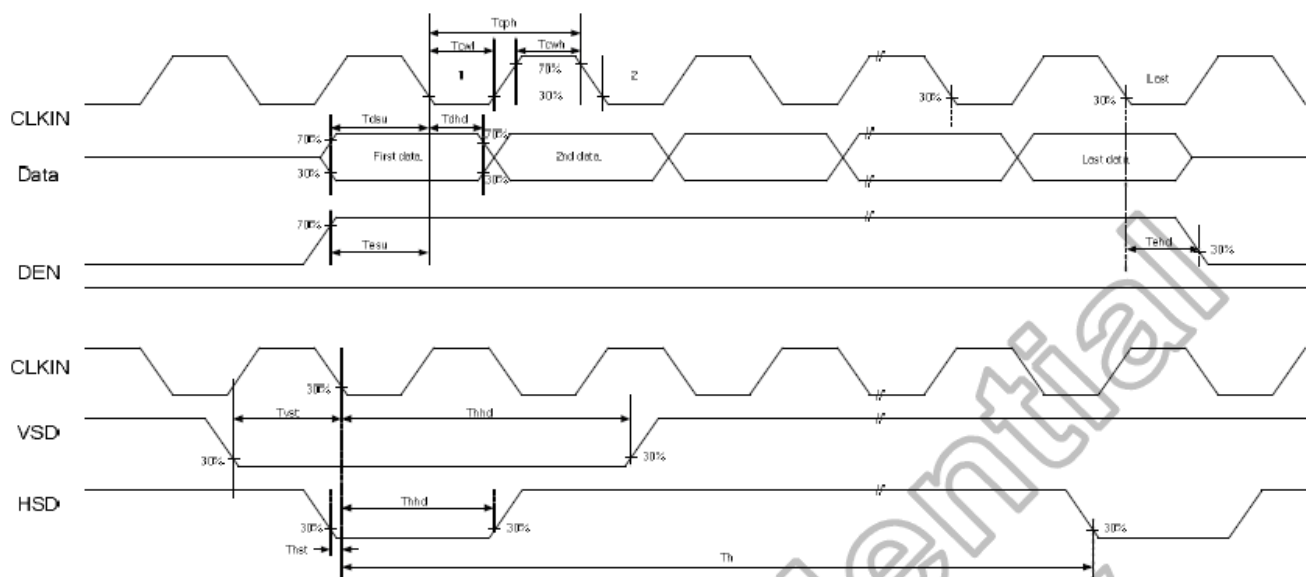 Tcph
Tcwl
Tcwh
1
70%
2
Last
30%
30%
30%
CLKIN
Tdsu
Tdhd
70%
70%
First data.
2nd data.
Last data.
Data
30%
30%
70%
Tesu
Tehd
30%
DEN
CLKIN
30%
Tvst
Thhd
VSD
30%
30%
HSD
Thhd
30%
30%
30%
Thst
Th
dential